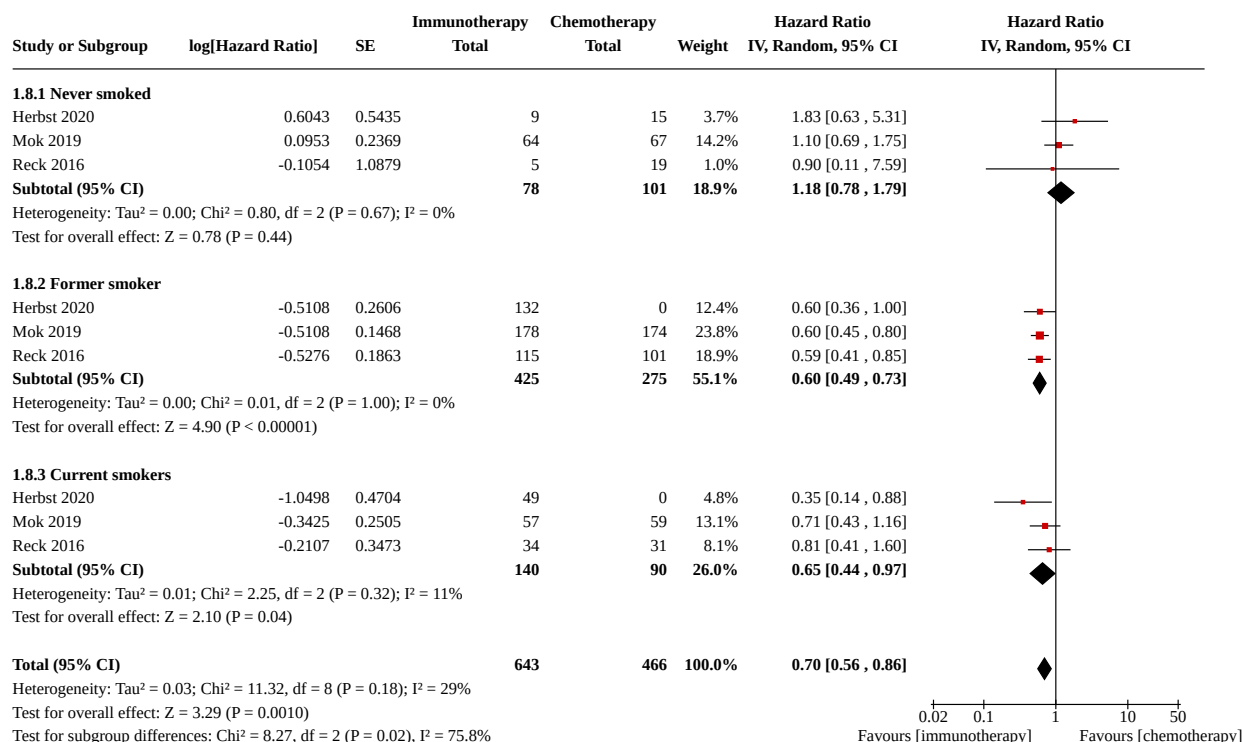 Immunotherapy Chemotherapy Hazard Ratio Hazard Ratio
Study or Subgroup log[Hazard Ratio] SE Total Total Weight IV, Random, 95% CI IV, Random, 95% CI
1.8.1 Never smoked
Herbst 2020 0.6043 0.5435 9 15 3.7% 1.83 [0.63 , 5.31]
Mok 2019 0.0953 0.2369 64 67 14.2% 1.10 [0.69 , 1.75]
Reck 2016 -0.1054 1.0879 5 19 1.0% 0.90 [0.11 , 7.59]
Subtotal (95% CI) 78 101 18.9% 1.18 [0.78 , 1.79]
Heterogeneity: Tau² = 0.00; Chi² = 0.80, df = 2 (P = 0.67); I² = 0%
Test for overall effect: Z = 0.78 (P = 0.44)
1.8.2 Former smoker
Herbst 2020 -0.5108 0.2606 132 0 12.4% 0.60 [0.36 , 1.00]
Mok 2019 -0.5108 0.1468 178 174 23.8% 0.60 [0.45 , 0.80]
Reck 2016 -0.5276 0.1863 115 101 18.9% 0.59 [0.41 , 0.85]
Subtotal (95% CI) 425 275 55.1% 0.60 [0.49 , 0.73]
Heterogeneity: Tau² = 0.00; Chi² = 0.01, df = 2 (P = 1.00); I² = 0%
Test for overall effect: Z = 4.90 (P < 0.00001)
1.8.3 Current smokers
Herbst 2020 -1.0498 0.4704 49 0 4.8% 0.35 [0.14 , 0.88]
Mok 2019 -0.3425 0.2505 57 59 13.1% 0.71 [0.43 , 1.16]
Reck 2016 -0.2107 0.3473 34 31 8.1% 0.81 [0.41 , 1.60]
Subtotal (95% CI) 140 90 26.0% 0.65 [0.44 , 0.97]
Heterogeneity: Tau² = 0.01; Chi² = 2.25, df = 2 (P = 0.32); I² = 11%
Test for overall effect: Z = 2.10 (P = 0.04)
Total (95% CI) 643 466 100.0% 0.70 [0.56 , 0.86]
Heterogeneity: Tau² = 0.03; Chi² = 11.32, df = 8 (P = 0.18); I² = 29%
Test for overall effect: Z = 3.29 (P = 0.0010) 0.02 0.1 1 10 50
Test for subgroup differences: Chi² = 8.27, df = 2 (P = 0.02), I² = 75.8% Favours [immunotherapy] Favours [chemotherapy]